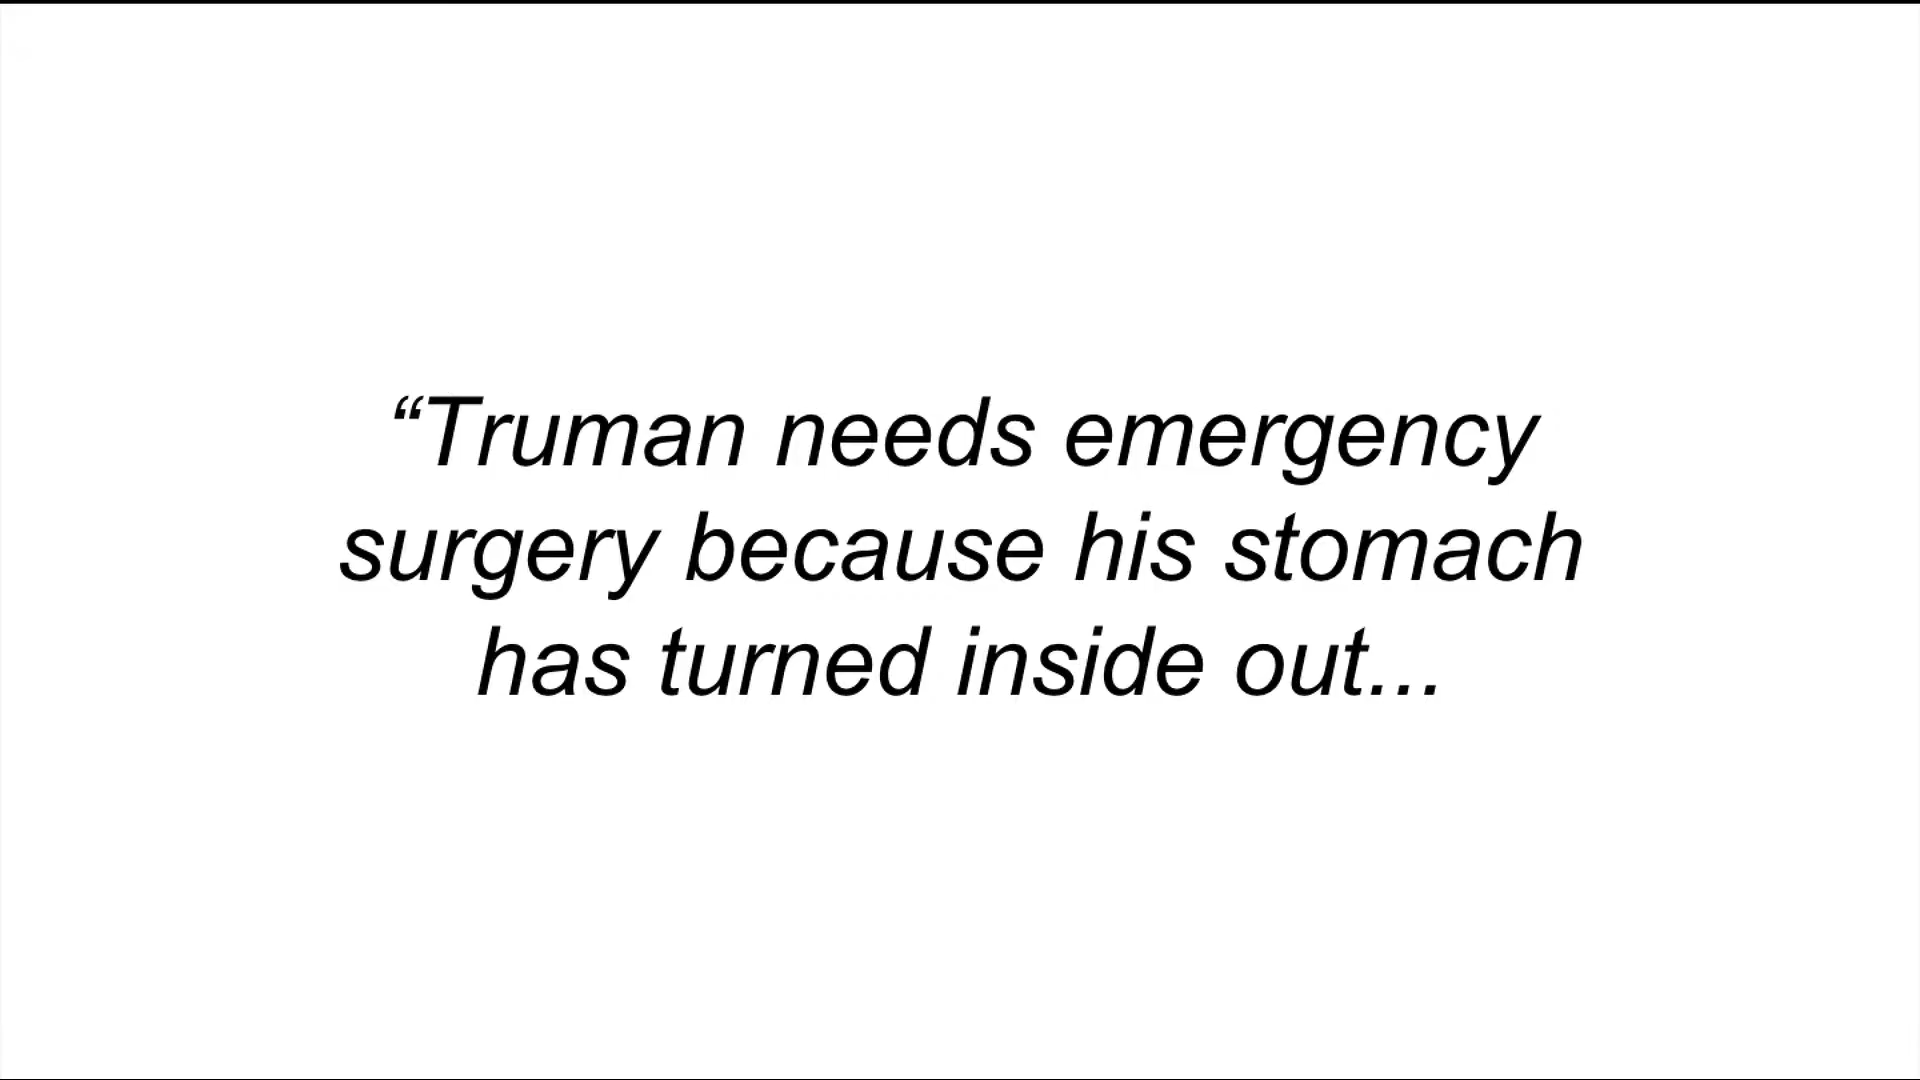 “Truman needs emergency
surgery because his stomach
has turned inside out...